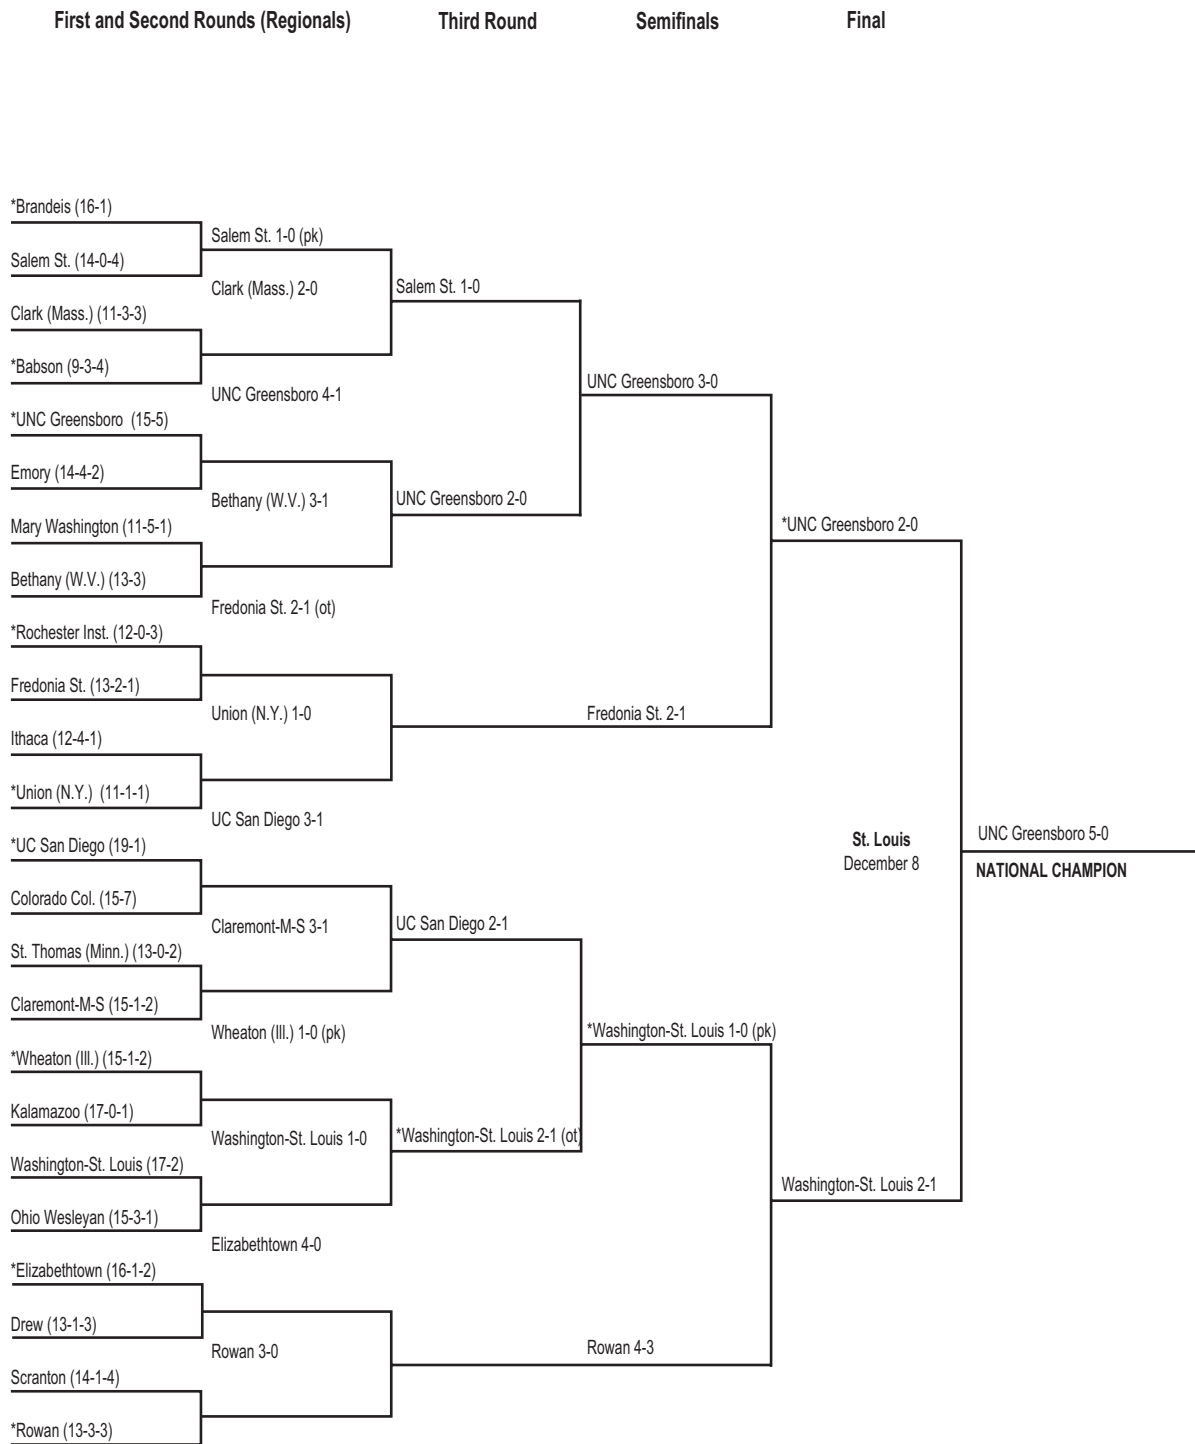 First and Second Rounds (Regionals)
Third Round
Semifinals
Final
*Brandeis (16-1)
Salem St. (14-0-4)
Clark (Mass.) (11-3-3)
*Babson (9-3-4)
*UNC Greensboro (15-5)
Emory (14-4-2)
Mary Washington (11-5-1)
Bethany (W.V.) (13-3)
*Rochester Inst. (12-0-3)
Fredonia St. (13-2-1)
Ithaca (12-4-1)
*Union (N.Y.) (11-1-1)
*UC San Diego (19-1)
Colorado Col. (15-7)
St. Thomas (Minn.) (13-0-2)
Claremont-M-S (15-1-2)
*Wheaton (Ill.) (15-1-2)
Kalamazoo (17-0-1)
Washington-St. Louis (17-2)
Ohio Wesleyan (15-3-1)
*Elizabethtown (16-1-2)
Drew (13-1-3)
Scranton (14-1-4)
*Rowan (13-3-3)
Salem St. 1-0 (pk)
Clark (Mass.) 2-0
UNC Greensboro 4-1
Bethany (W.V.) 3-1
Fredonia St. 2-1 (ot)
Union (N.Y.) 1-0
UC San Diego 3-1
Claremont-M-S 3-1
Wheaton (Ill.) 1-0 (pk)
Washington-St. Louis 1-0
Elizabethtown 4-0
Rowan 3-0
Salem St. 1-0
UNC Greensboro 2-0
UC San Diego 2-1
*Washington-St. Louis 2-1 (ot)
UNC Greensboro 3-0
Fredonia St. 2-1
*Washington-St. Louis 1-0 (pk)
Rowan 4-3
*UNC Greensboro 2-0
Washington-St. Louis 2-1
St. Louis
December 8
UNC Greensboro 5-0
NATIONAL CHAMPION